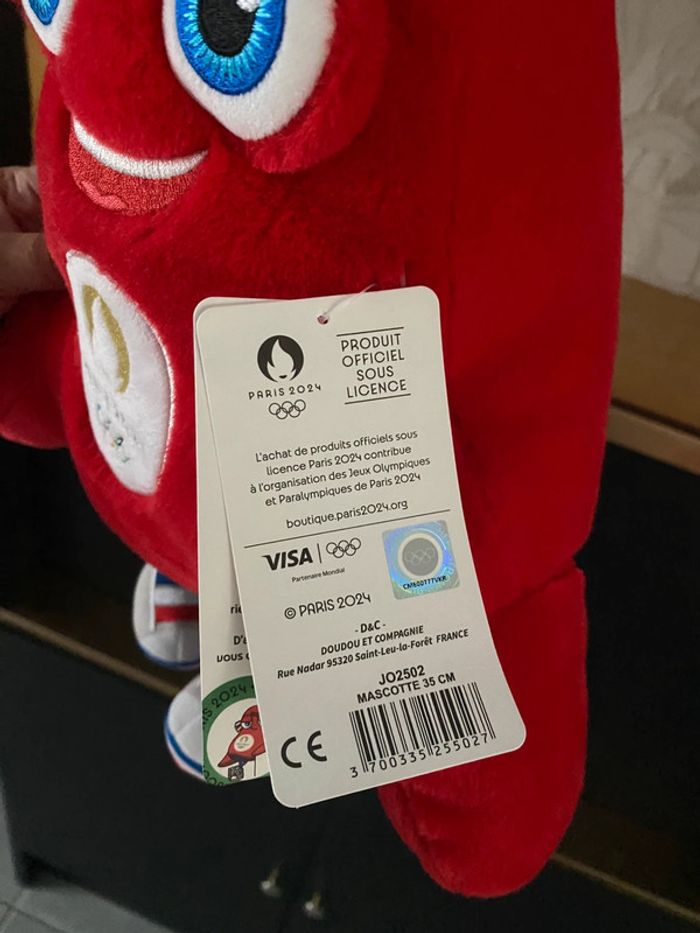 PARIS 2024
PRODUIT
OFFICIEL
SOUS
LICENCE
L'achat de produits officiels sous
licence Paris 2024 contribue
à l'organisation des Jeux Olympiques
et Paralympiques de Paris 2024
boutique.paris2024.org
VISA
Partenaire Mondial
© PARIS 2024
- D&C -
DOUDOU ET COMPAGNIE
Rue Nadar 95320 Saint-Leu-la-Forêt FRANCE
JO2502
MASCOTTE 35 CM
CE
3 700335 255027
vous
2024